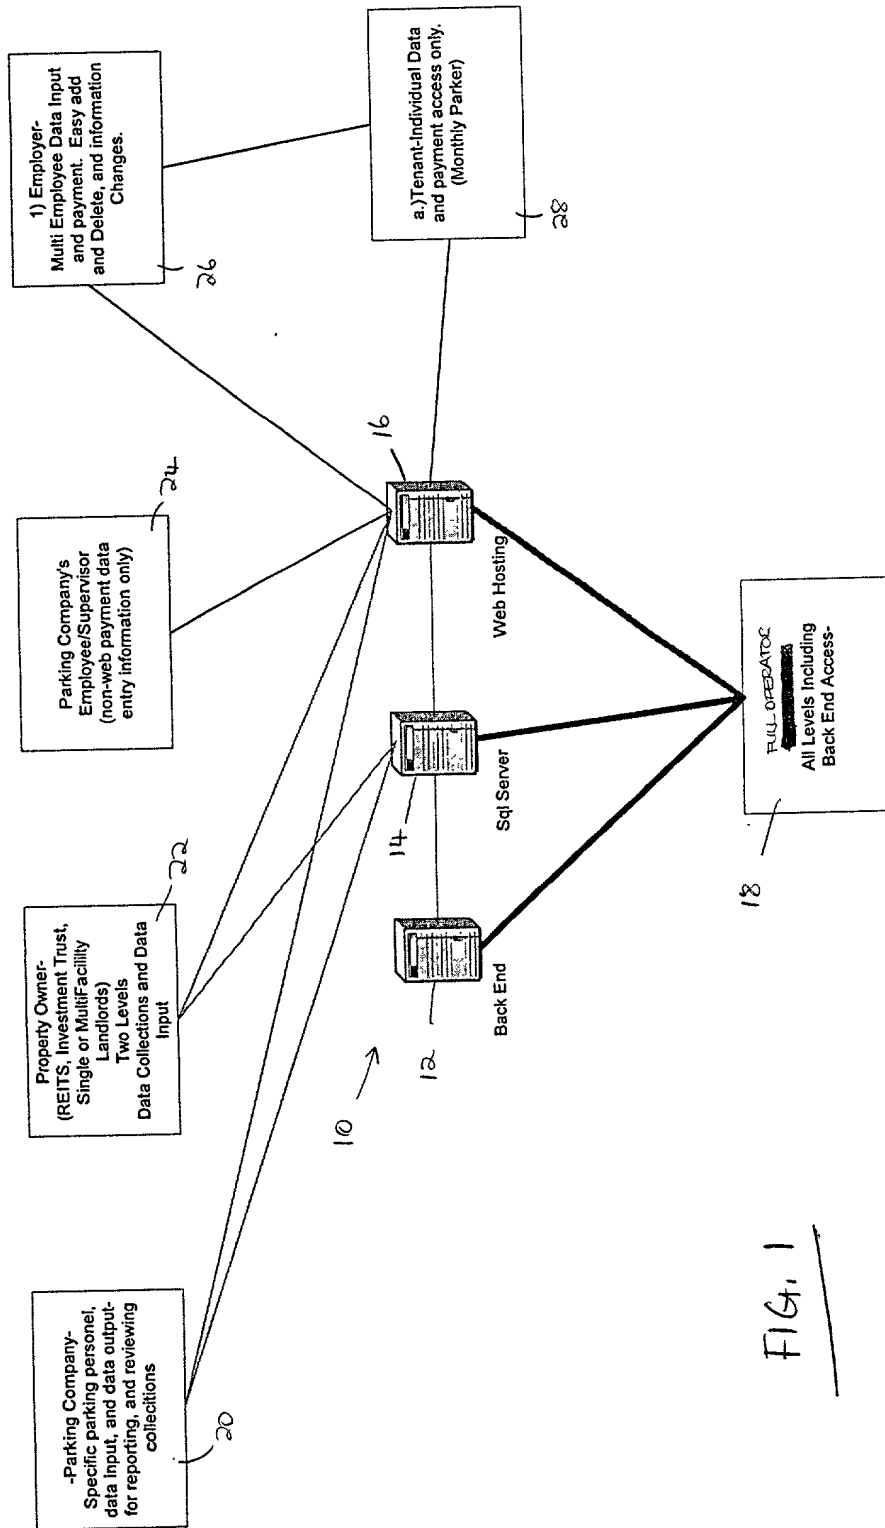 -Parking Company-
Specific parking personel,
data input, and data output-
for reporting, and reviewing
collecitions
20
Property Owner-
(REITS, Investment Trust,
Single or MultiFacility
Landlords)
Two Levels
Data Collections and Data
Input
22
Parking Company's
Employee/Supervisor
(non-web payment data
entry information only)
24
1) Employer-
Multi Employee Data Input
and payment. Easy add
and Delete, and information
Changes.
26
a.)Tenant-Individual Data
and payment access only.
(Monthly Parker)
28
10
12
Back End
14
Sql Server
16
Web Hosting
FULL OPERATOR
All Levels Including
Back End Access-
18
FIG. 1